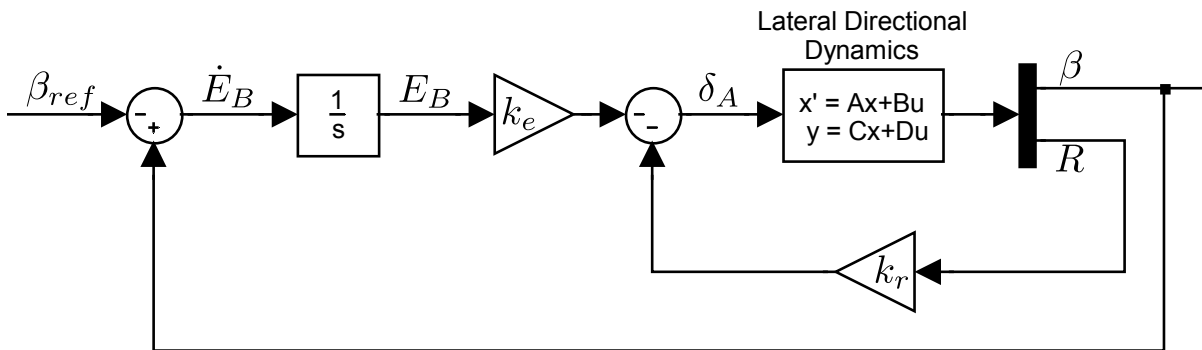 Lateral Directional
Dynamics
β_ref
-
+
Ė_B
1
s
E_B
k_e
-
-
δ_A
x' = Ax+Bu
y = Cx+Du
β
R
k_r